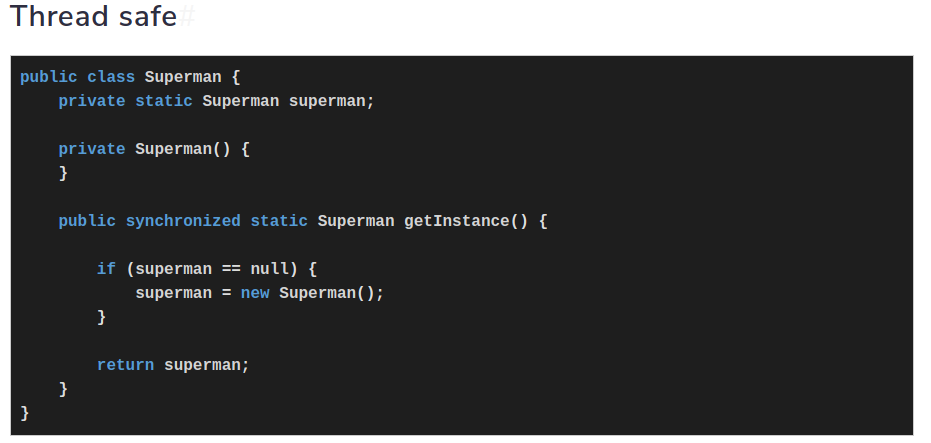 Thread safe#
public class Superman {
    private static Superman superman;
    private Superman() {
    }
    public synchronized static Superman getInstance() {
        if (superman == null) {
            superman = new Superman();
        }
        return superman;
    }
}